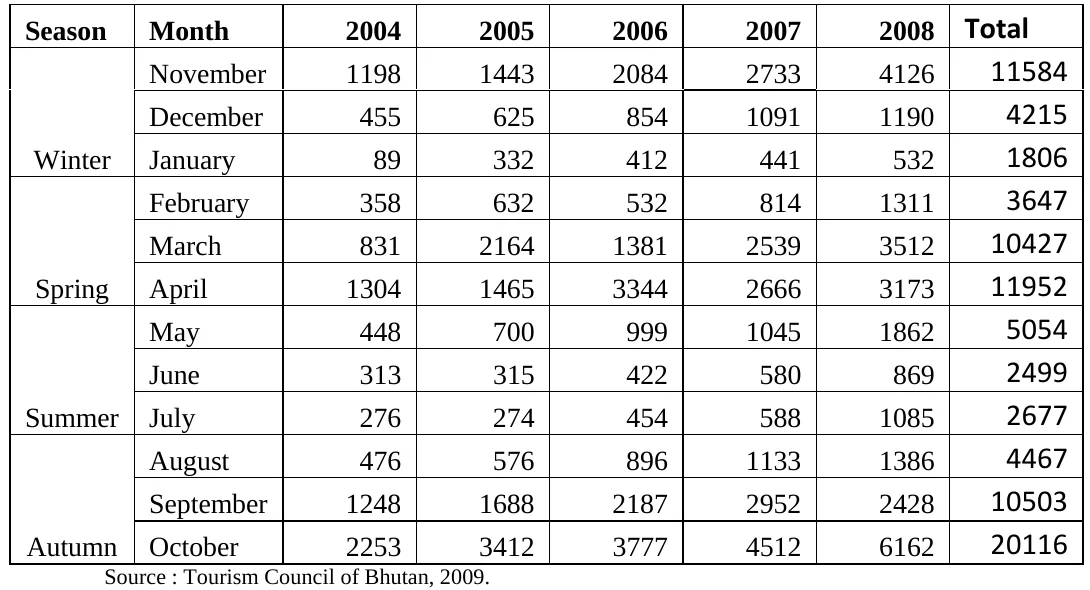 Season Month 2004 2005 2006 2007 2008 Total
November 1198 1443 2084 2733 4126 11584
December 455 625 854 1091 1190 4215
Winter January 89 332 412 441 532 1806
February 358 632 532 814 1311 3647
March 831 2164 1381 2539 3512 10427
Spring April 1304 1465 3344 2666 3173 11952
May 448 700 999 1045 1862 5054
June 313 315 422 580 869 2499
Summer July 276 274 454 588 1085 2677
August 476 576 896 1133 1386 4467
September 1248 1688 2187 2952 2428 10503
Autumn October 2253 3412 3777 4512 6162 20116
Source : Tourism Council of Bhutan, 2009.